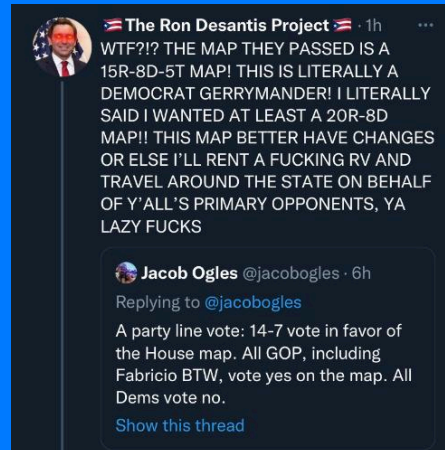 🇵🇷The Ron Desantis Project 🇵🇷 · 1h ···
WTF?!? THE MAP THEY PASSED IS A
15R-8D-5T MAP! THIS IS LITERALLY A
DEMOCRAT GERRYMANDER! I LITERALLY
SAID I WANTED AT LEAST A 20R-8D
MAP!! THIS MAP BETTER HAVE CHANGES
OR ELSE I'LL RENT A FUCKING RV AND
TRAVEL AROUND THE STATE ON BEHALF
OF Y'ALL'S PRIMARY OPPONENTS, YA
LAZY FUCKS
Jacob Ogles @jacobogles · 6h
Replying to @jacobogles
A party line vote: 14-7 vote in favor of
the House map. All GOP, including
Fabricio BTW, vote yes on the map. All
Dems vote no.
Show this thread